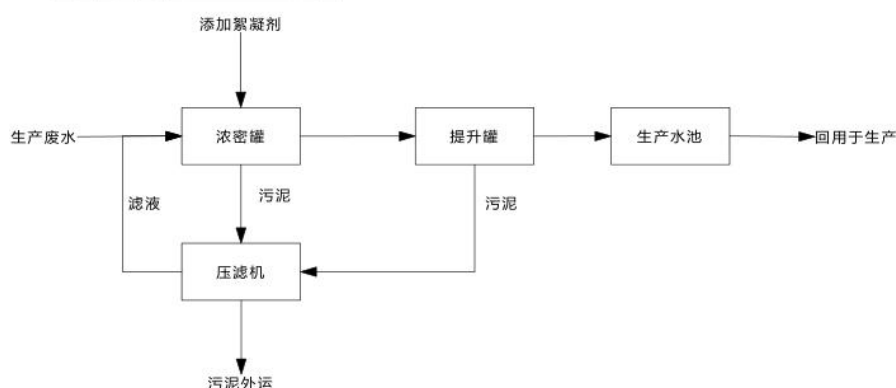 添加絮凝剂
生产废水
浓密罐
提升罐
生产水池
回用于生产
滤液
污泥
污泥
压滤机
污泥外运